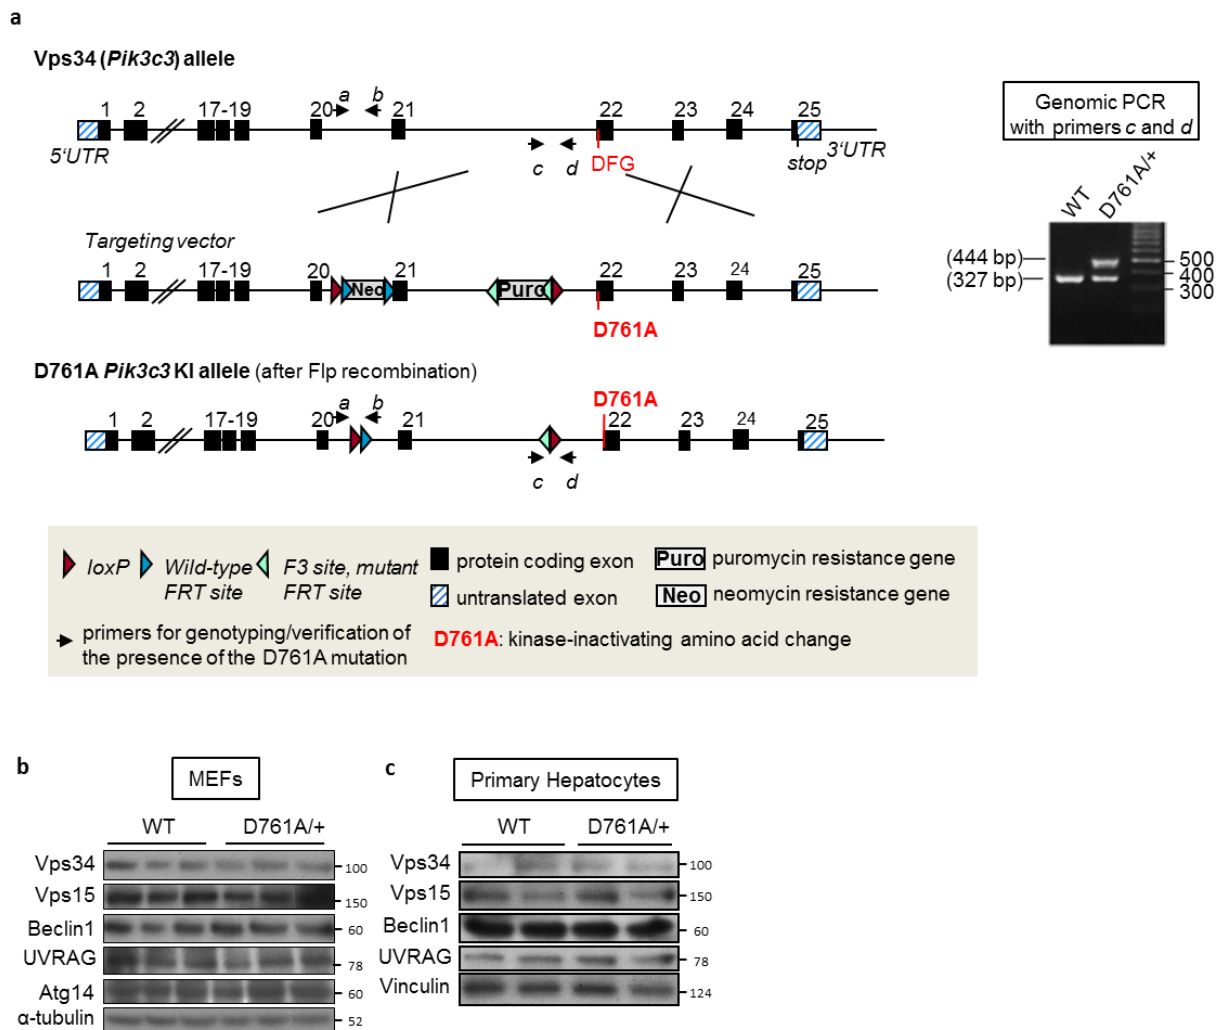 a
Vps34 (Pik3c3) allele
1 2 17-19 20 a b 21 22 23 24 25
5‘UTR c d DFG stop 3‘UTR
Targeting vector
1 2 17-19 20 Neo 21 Puro 22 23 24 25
D761A
D761A Pik3c3 KI allele (after Flp recombination)
D761A
1 2 17-19 20 a b 21 22 23 24 25
c d
Genomic PCR
with primers c and d
WT D761A/+
(444 bp) 500
(327 bp) 400
300
loxP Wild-type FRT site F3 site, mutant FRT site
protein coding exon Puro puromycin resistance gene
untranslated exon Neo neomycin resistance gene
primers for genotyping/verification of
the presence of the D761A mutation
D761A: kinase-inactivating amino acid change
b
MEFs
WT D761A/+
Vps34 100
Vps15 150
Beclin1 60
UVRAG 78
Atg14 60
α-tubulin 52
c
Primary Hepatocytes
WT D761A/+
Vps34 100
Vps15 150
Beclin1 60
UVRAG 78
Vinculin 124